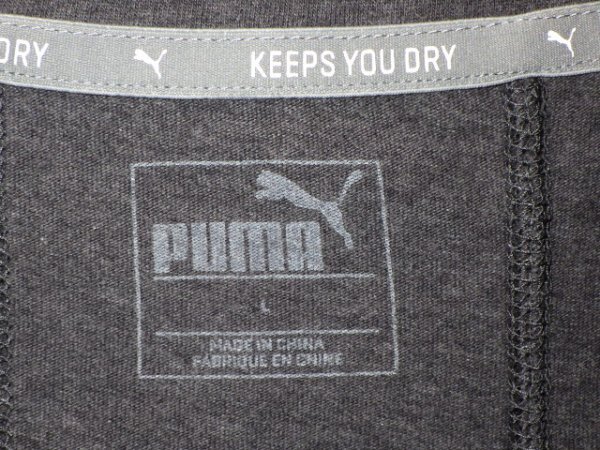 DRY KEEPS YOU DRY
PUMA
L
MADE IN CHINA
FABRIQUE EN CHINE